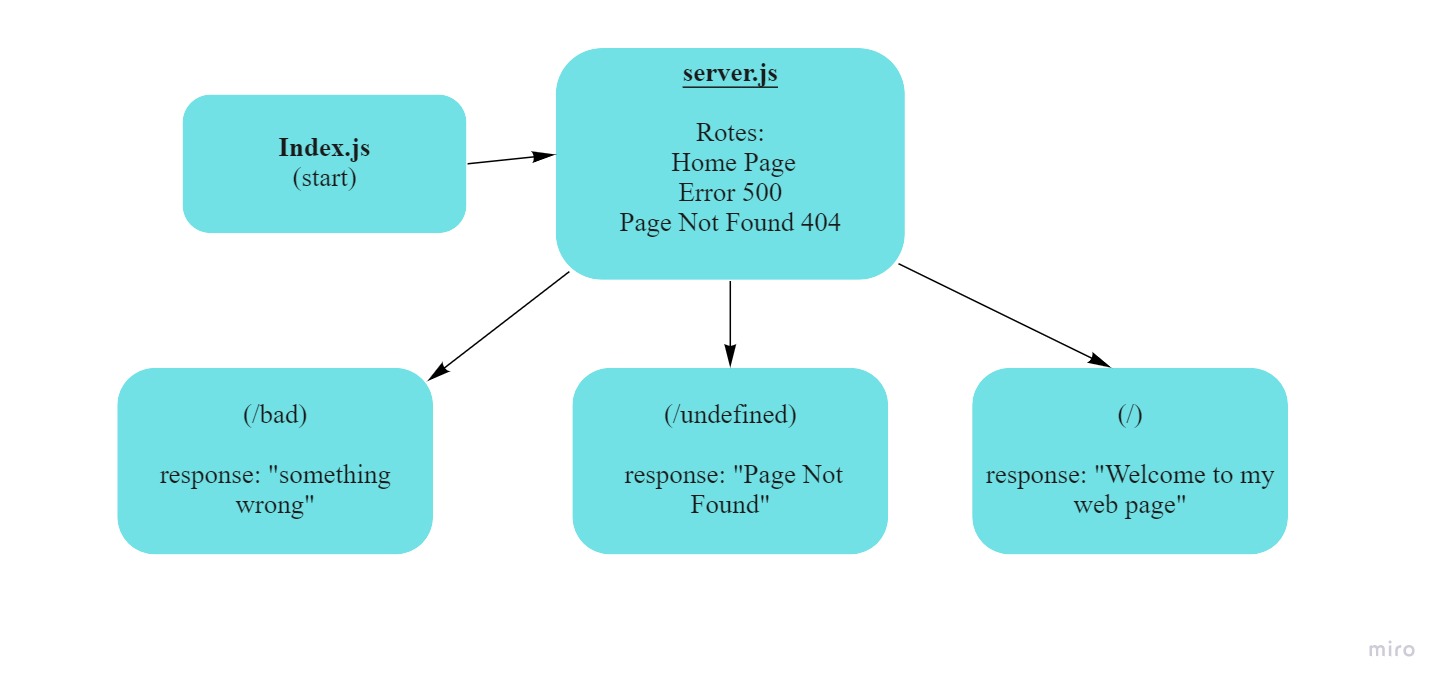 Index.js
(start)
server.js
Rotes:
Home Page
Error 500
Page Not Found 404
(/bad)
response: "something
wrong"
(/undefined)
response: "Page Not
Found"
(/)
response: "Welcome to my
web page"
miro